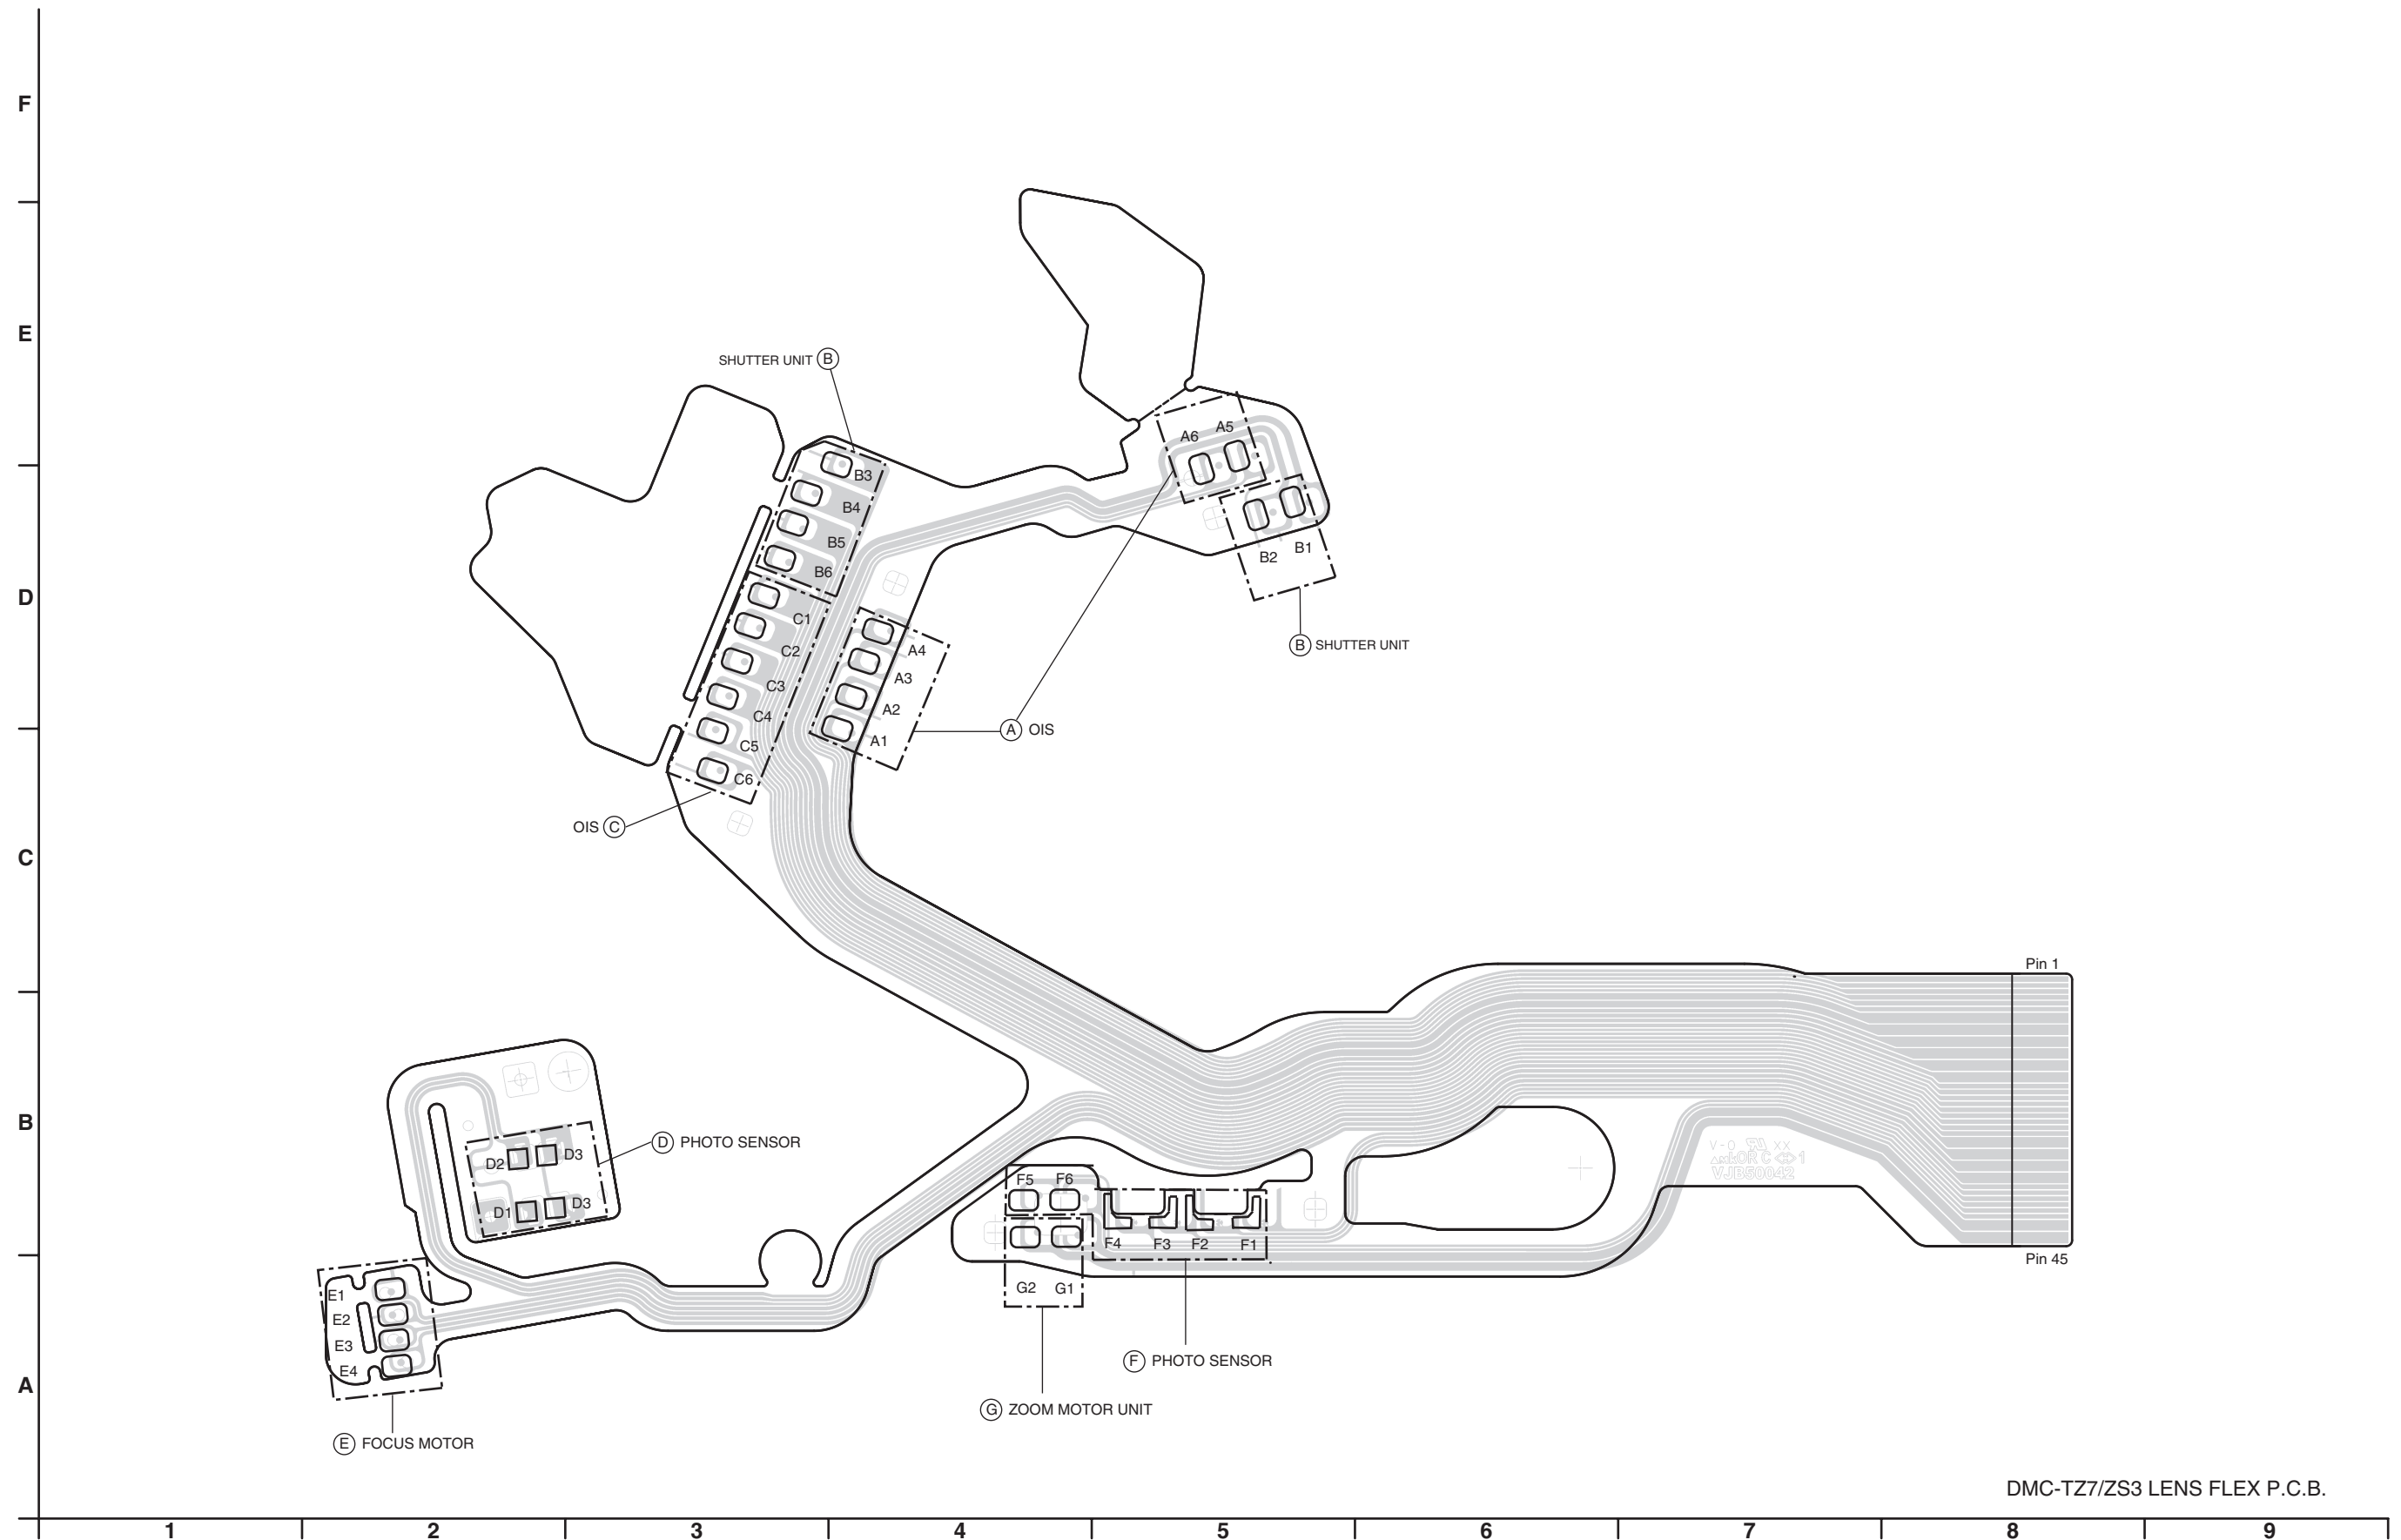 F
E
SHUTTER UNIT B
A6 A5
B3
B4
B5
B6
B2 B1
D
C1
C2
C3
C4
C5
C6
A4
A3
A2
A1
B SHUTTER UNIT
A OIS
OIS C
C
Pin 1
B
D PHOTO SENSOR
D2 D3
D1 D3
V-0 XX
VJB50042
F5 F6
F4 F3 F2 F1
Pin 45
G2 G1
E1
E2
E3
E4
F PHOTO SENSOR
A
G ZOOM MOTOR UNIT
E FOCUS MOTOR
DMC-TZ7/ZS3 LENS FLEX P.C.B.
1 2 3 4 5 6 7 8 9